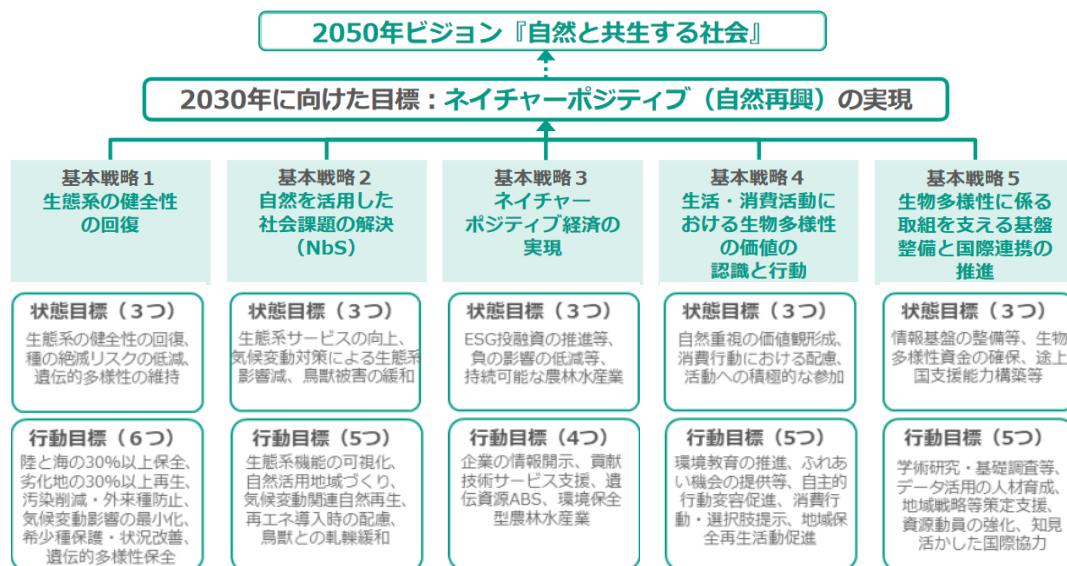 2050年ビジョン『自然と共生する社会』
2030年に向けた目標：ネイチャーポジティブ（自然再興）の実現
基本戦略１
生態系の健全性
の回復
基本戦略２
自然を活用した
社会課題の解決
（NbS）
基本戦略３
ネイチャー
ポジティブ経済の
実現
基本戦略４
生活・消費活動に
おける生物多様性
の価値の
認識と行動
基本戦略５
生物多様性に係る
取組を支える基盤
整備と国際連携の
推進
状態目標（３つ）
生態系の健全性の回復、
種の絶滅リスクの低減、
遺伝的多様性の維持
状態目標（３つ）
生態系サービスの向上、
気候変動対策による生態系
影響減、鳥獣被害の緩和
状態目標（３つ）
ESG投融資の推進等、
負の影響の低減等、
持続可能な農林水産業
状態目標（３つ）
自然重視の価値観形成、
消費行動における配慮、
活動への積極的な参加
状態目標（３つ）
情報基盤の整備等、生物
多様性資金の確保、途上
国支援能力構築等
行動目標（６つ）
陸と海の30%以上保全、
劣化地の30%以上再生、
汚染削減・外来種防止、
気候変動影響の最小化、
希少種保護・状況改善、
遺伝的多様性保全
行動目標（5つ）
生態系機能の可視化、
自然活用地域づくり、
気候変動関連自然再生、
再エネ導入時の配慮、
鳥獣との軋轢緩和
行動目標（4つ）
企業の情報開示、貢献
技術サービス支援、遺
伝資源ABS、環境保全
型農林水産業
行動目標（5つ）
環境教育の推進、ふれあ
い機会の提供等、自主的
行動変容促進、消費行
動・選択肢提示、地域保
全再生活動促進
行動目標（5つ）
学術研究・基礎調査等、
データ活用の人材育成、
地域戦略等策定支援、
資源動員の強化、知見
活かした国際協力